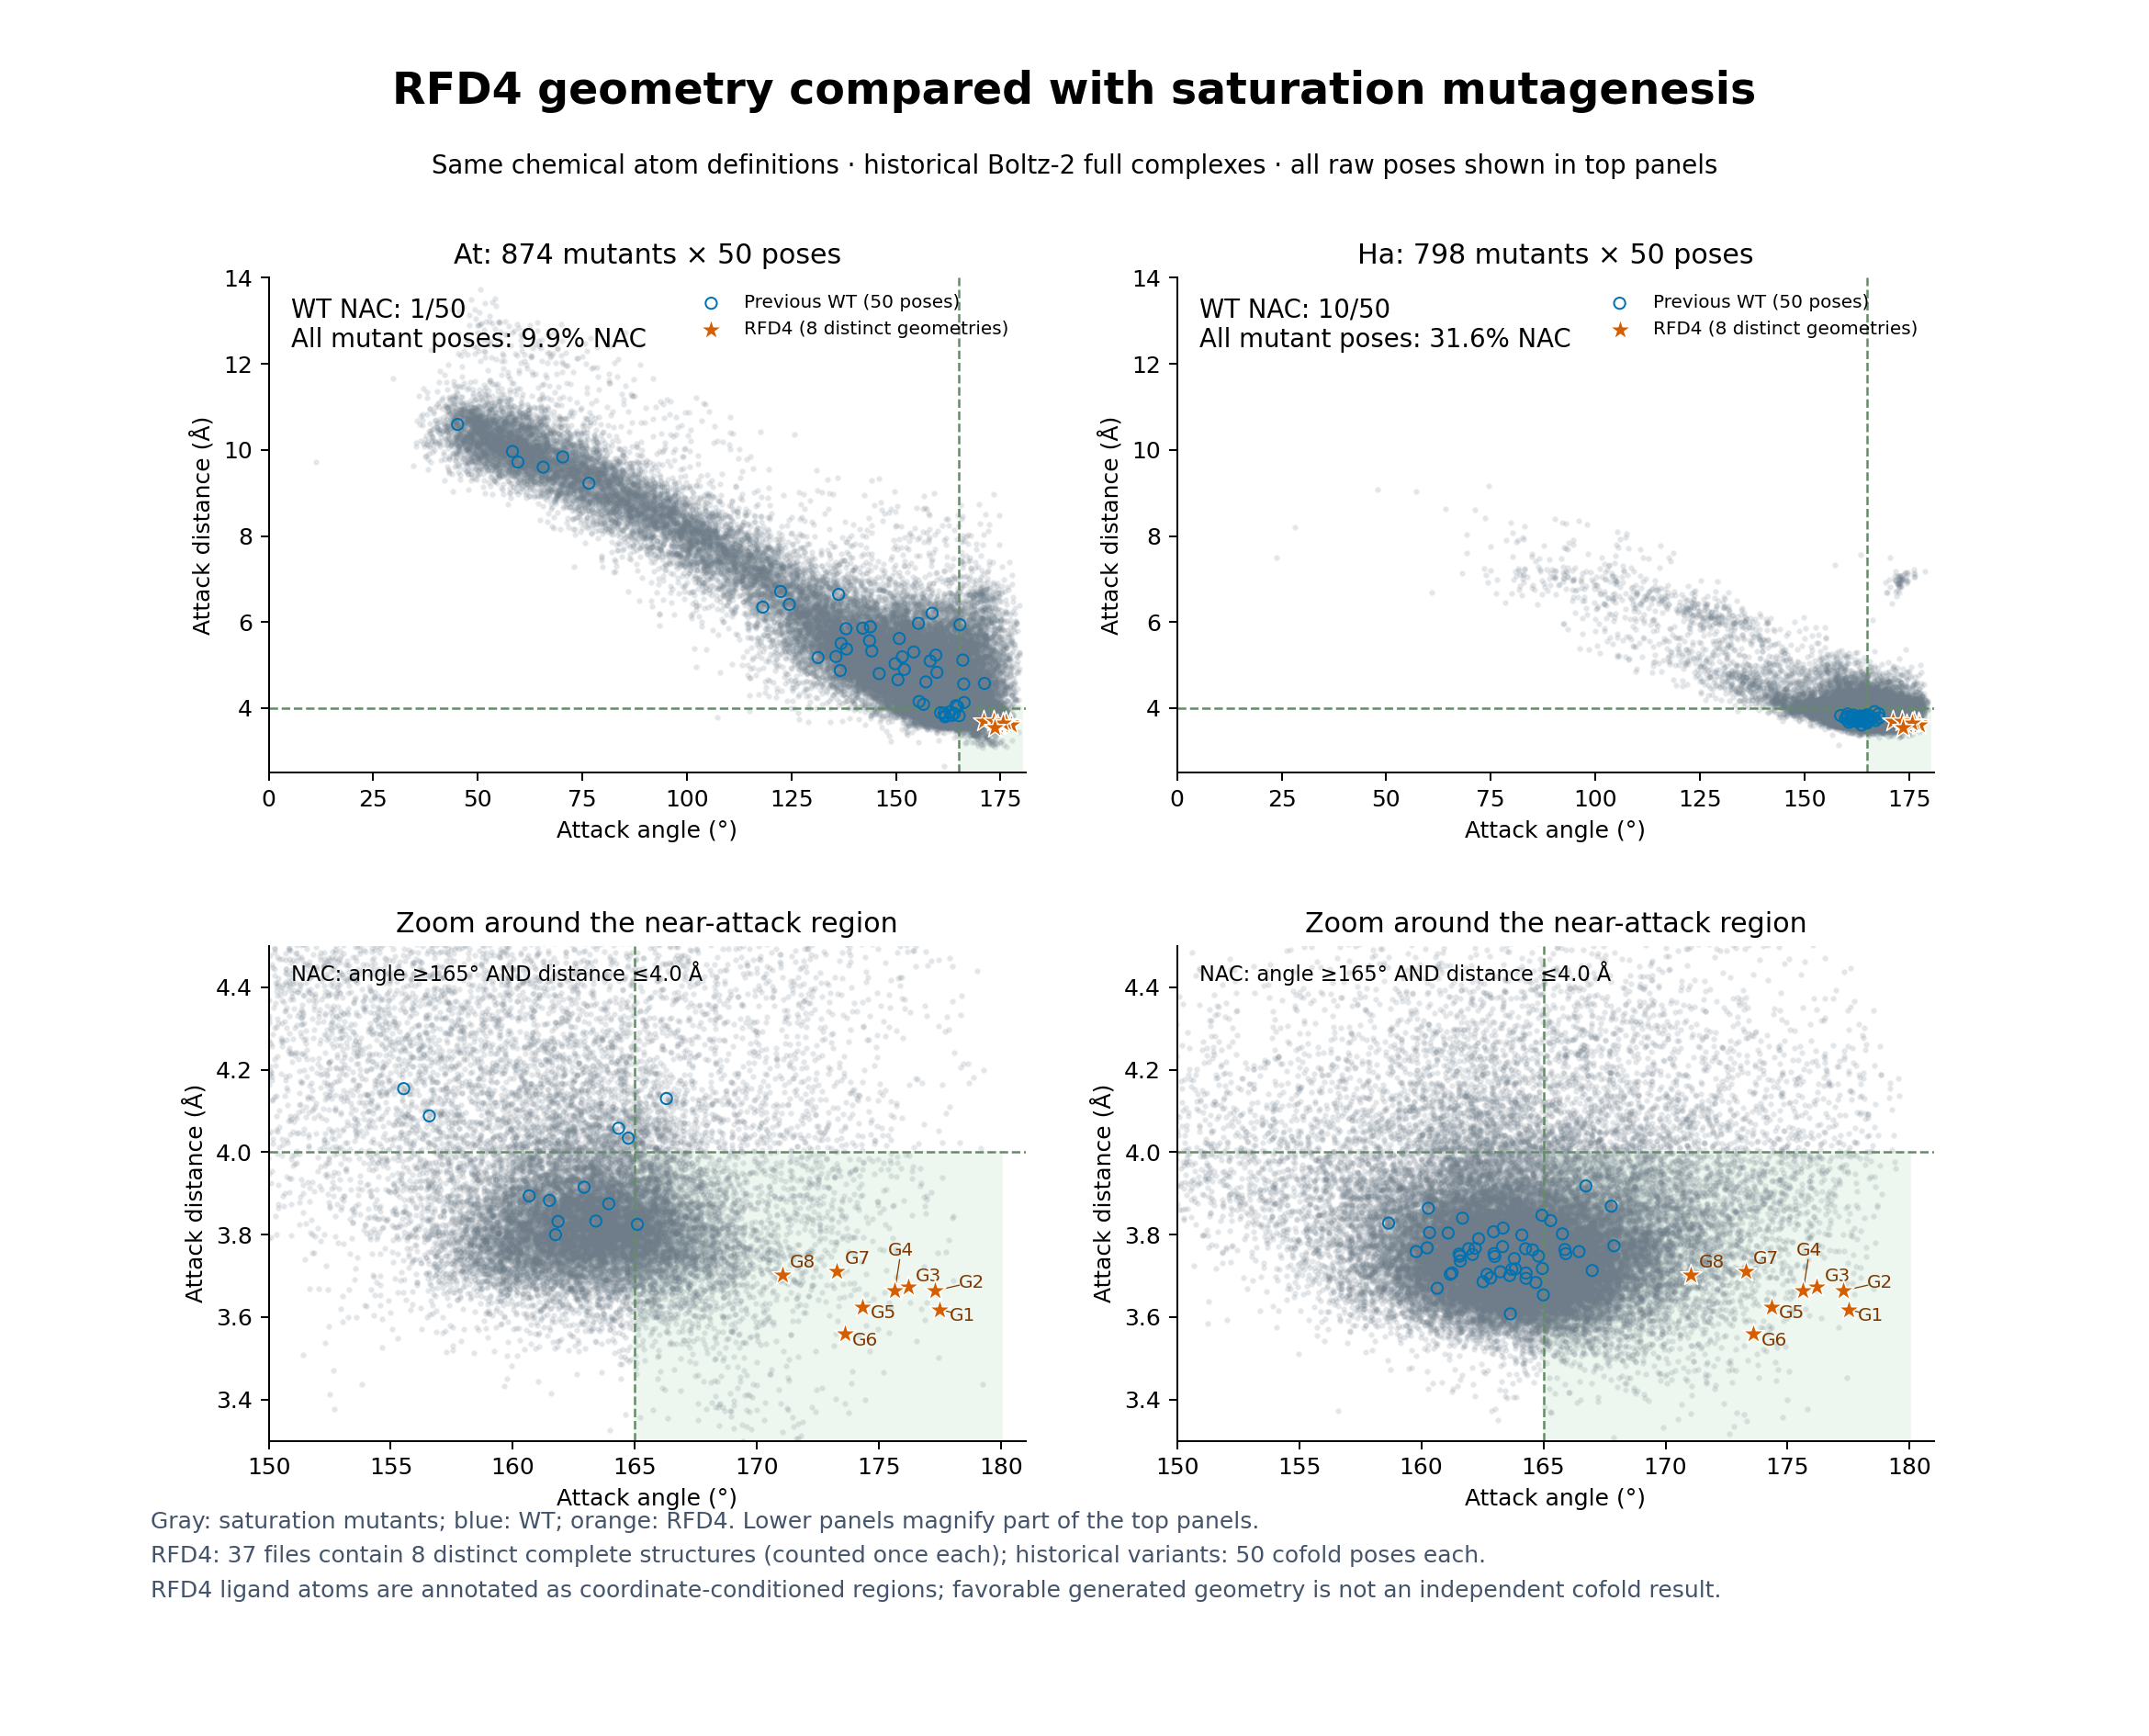 RFD4 geometry compared with saturation mutagenesis
Same chemical atom definitions · historical Boltz-2 full complexes · all raw poses shown in top panels
At: 874 mutants × 50 poses
WT NAC: 1/50
All mutant poses: 9.9% NAC
Previous WT (50 poses)
RFD4 (8 distinct geometries)
Attack distance (Å)
14
12
10
8
6
4
0 25 50 75 100 125 150 175
Attack angle (°)
Ha: 798 mutants × 50 poses
WT NAC: 10/50
All mutant poses: 31.6% NAC
Previous WT (50 poses)
RFD4 (8 distinct geometries)
Attack distance (Å)
14
12
10
8
6
4
0 25 50 75 100 125 150 175
Attack angle (°)
Zoom around the near-attack region
NAC: angle ≥165° AND distance ≤4.0 Å
Attack distance (Å)
4.4
4.2
4.0
3.8
3.6
3.4
G8 G7 G4 G3 G2 G5 G1 G6
150 155 160 165 170 175 180
Attack angle (°)
Zoom around the near-attack region
NAC: angle ≥165° AND distance ≤4.0 Å
Attack distance (Å)
4.4
4.2
4.0
3.8
3.6
3.4
G8 G7 G4 G3 G2 G5 G1 G6
150 155 160 165 170 175 180
Attack angle (°)
Gray: saturation mutants; blue: WT; orange: RFD4. Lower panels magnify part of the top panels.
RFD4: 37 files contain 8 distinct complete structures (counted once each); historical variants: 50 cofold poses each.
RFD4 ligand atoms are annotated as coordinate-conditioned regions; favorable generated geometry is not an independent cofold result.